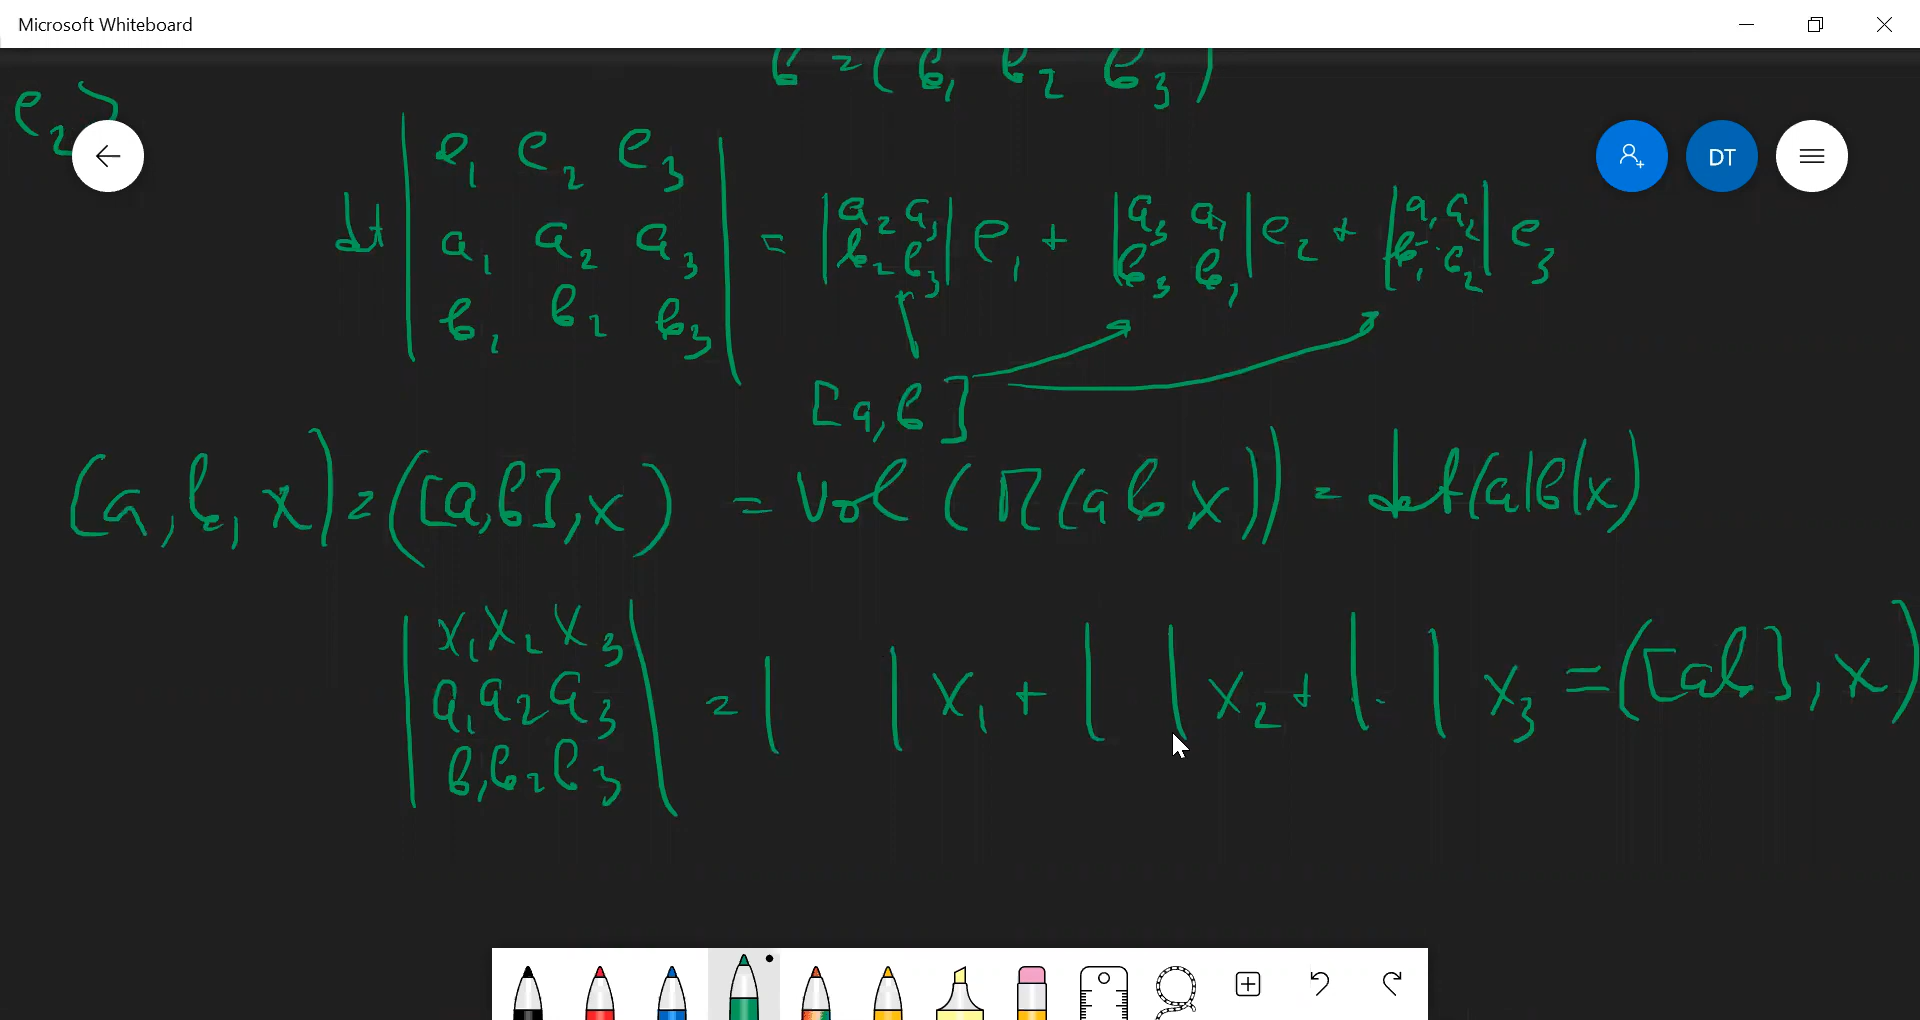 Microsoft Whiteboard
b = (b₁ b₂ b₃)
e₂>
DT
det | e₁ e₂ e₃ |
| a₁ a₂ a₃ | = | a₂ a₃ | e₁ + | a₃ a₁ | e₂ + | a₁ a₂ | e₃
| b₁ b₂ b₃ | | b₂ b₃ | | b₃ b₁ | | b₁ b₂ |
[a,b]
(a, b, x) = ([a,b], x) = Vol (Π(a b x)) = det(a|b|x)
| x₁ x₂ x₃ |
| a₁ a₂ a₃ | = | | x₁ + | | x₂ + | . | x₃ = ([ab], x)
| b₁ b₂ b₃ |